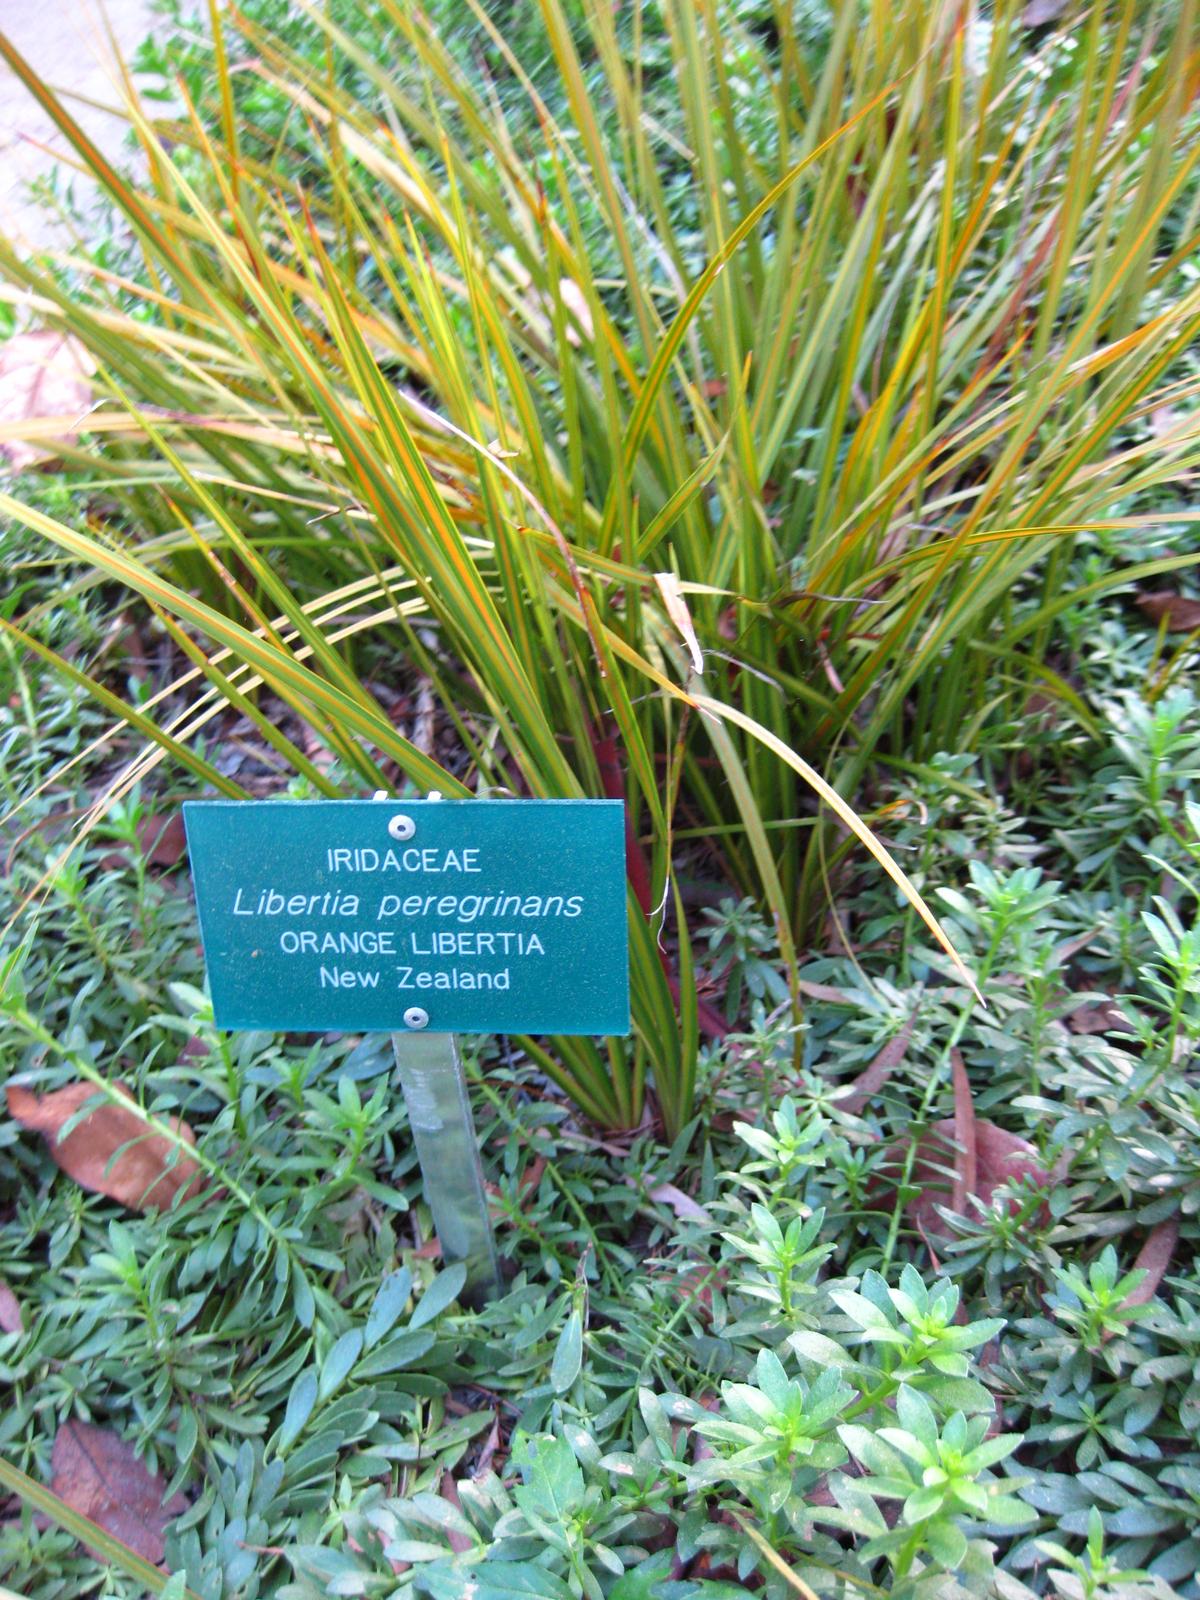 IRIDACEAE
Libertia peregrinans
ORANGE LIBERTIA
New Zealand